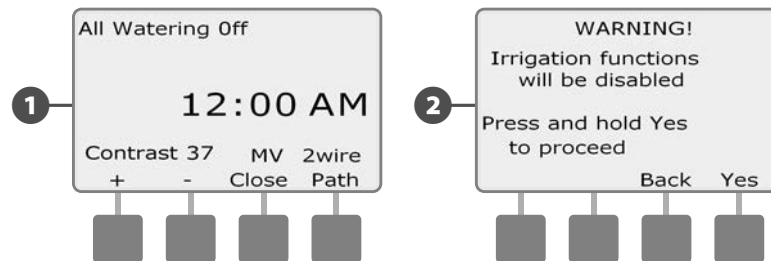 1
All Watering Off
12:00 AM
Contrast 37 MV 2wire
+ - Close Path
2
WARNING!
Irrigation functions
will be disabled
Press and hold Yes
to proceed
Back Yes